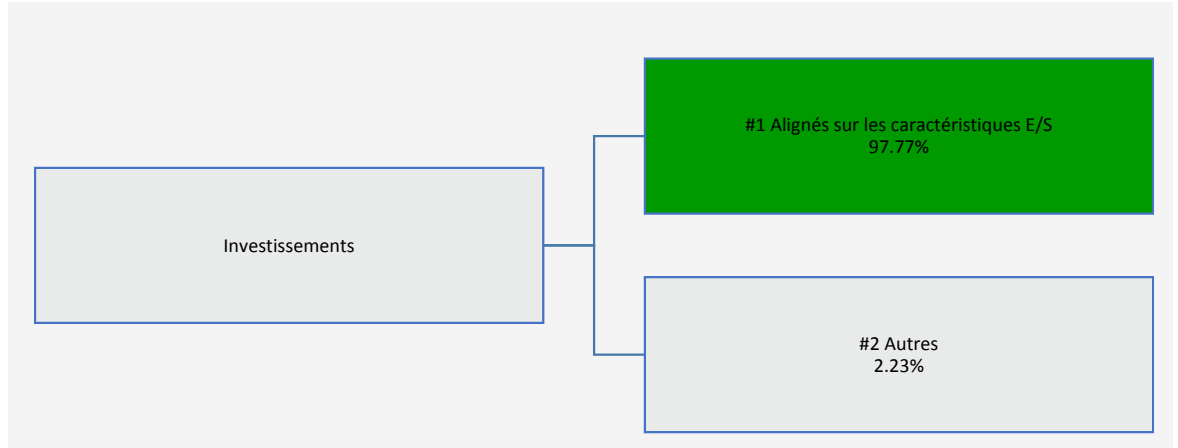 #1 Alignés sur les caractéristiques E/S
97.77%
Investissements
#2 Autres
2.23%